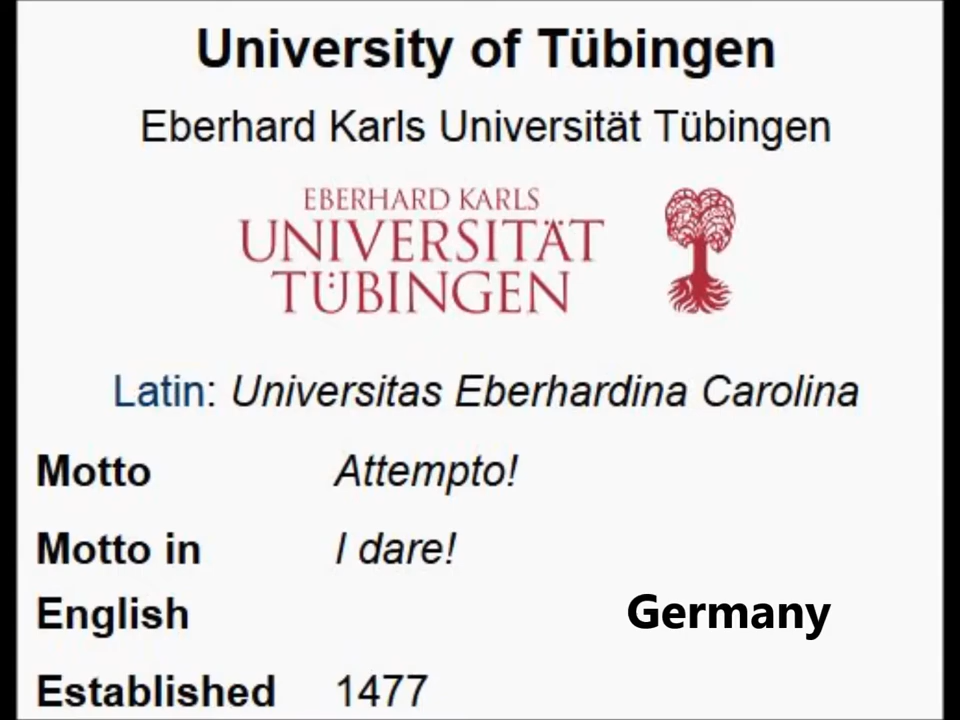 University of Tübingen
Eberhard Karls Universität Tübingen
EBERHARD KARLS
UNIVERSITÄT
TÜBINGEN
Latin: Universitas Eberhardina Carolina
Motto Attempto!
Motto in I dare!
English Germany
Established 1477